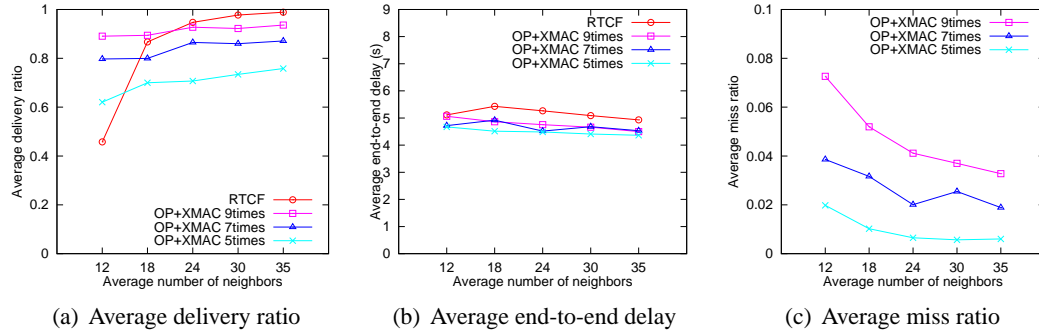 Average delivery ratio
1
0.8
0.6
0.4
0.2
0
RTCF
OP+XMAC 9times
OP+XMAC 7times
OP+XMAC 5times
12 18 24 30 35
Average number of neighbors
(a) Average delivery ratio
Average end-to-end delay (s)
9
8
7
6
5
4
3
2
1
0
RTCF
OP+XMAC 9times
OP+XMAC 7times
OP+XMAC 5times
12 18 24 30 35
Average number of neighbors
(b) Average end-to-end delay
Average miss ratio
0.1
0.08
0.06
0.04
0.02
0
OP+XMAC 9times
OP+XMAC 7times
OP+XMAC 5times
12 18 24 30 35
Average number of neighbors
(c) Average miss ratio